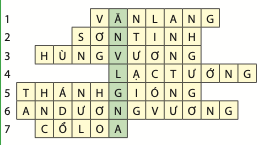 1 VĂNLANG
2 SƠNTINH
3 HÙNGVƯƠNG
4 LẠCTƯỚNG
5 THÁNHGIÓNG
6 ANDƯƠNGVƯƠNG
7 CỔLOA